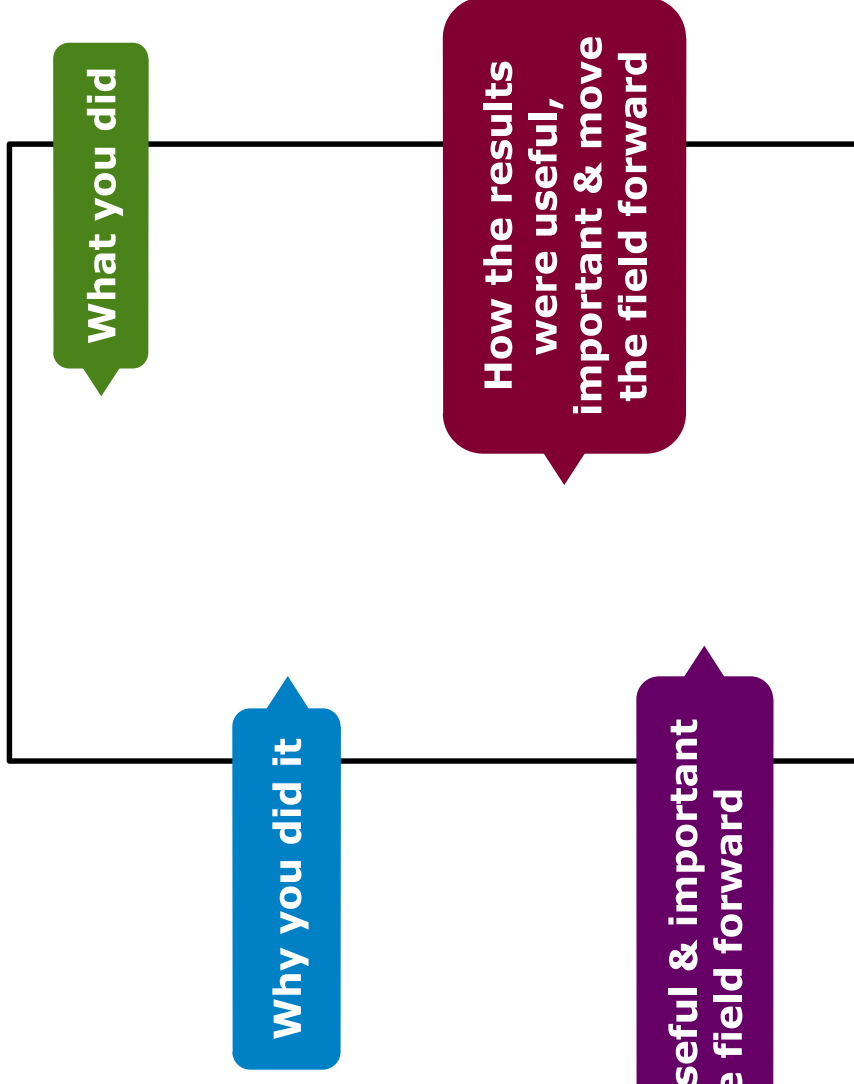 What you did
How the results
were useful,
important & move
the field forward
Why you did it
& important
field forward